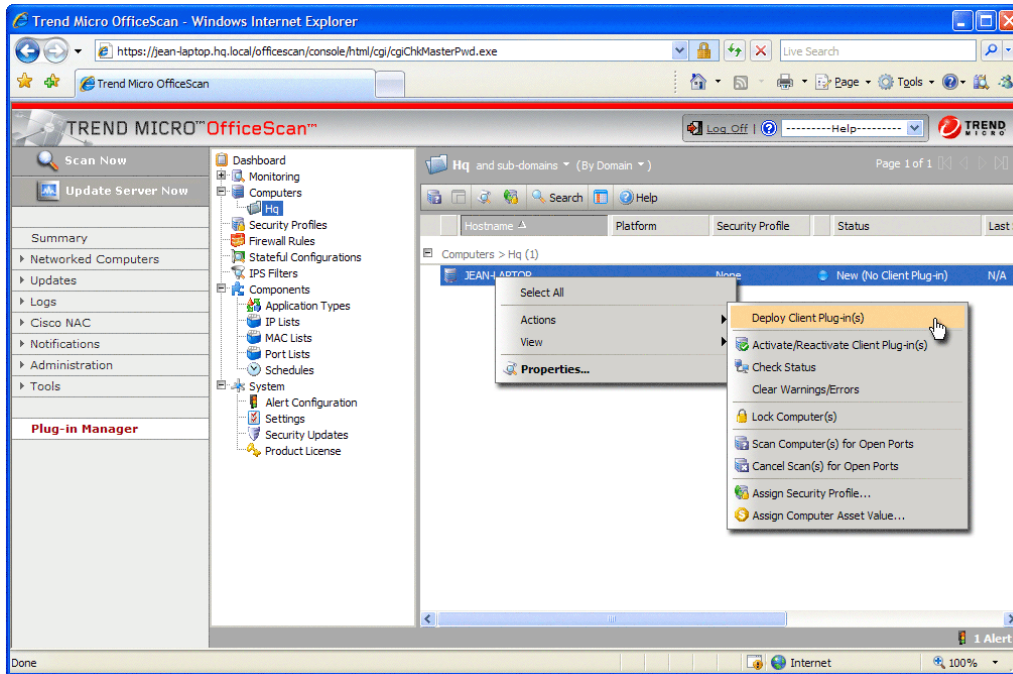 Trend Micro OfficeScan - Windows Internet Explorer
https://jean-laptop.hq.local/officescan/console/html/cgi/cgiChkMasterPwd.exe
Live Search
Trend Micro OfficeScan
Page
Tools
TREND MICRO™ OfficeScan™
Log Off | ? ---------Help----------
TREND MICRO
Scan Now
Update Server Now
Summary
Networked Computers
Updates
Logs
Cisco NAC
Notifications
Administration
Tools
Plug-in Manager
Dashboard
Monitoring
Computers
Hq
Security Profiles
Firewall Rules
Stateful Configurations
IPS Filters
Components
Application Types
IP Lists
MAC Lists
Port Lists
Schedules
System
Alert Configuration
Settings
Security Updates
Product License
Hq and sub-domains (By Domain)
Page 1 of 1
Search
Help
Hostname Platform Security Profile Status Last
Computers > Hq (1)
JEAN-LAPTOP None New (No Client Plug-in) N/A
Select All
Actions
View
Properties...
Deploy Client Plug-in(s)
Activate/Reactivate Client Plug-in(s)
Check Status
Clear Warnings/Errors
Lock Computer(s)
Scan Computer(s) for Open Ports
Cancel Scan(s) for Open Ports
Assign Security Profile...
Assign Computer Asset Value...
1 Alert
Done
Internet
100%